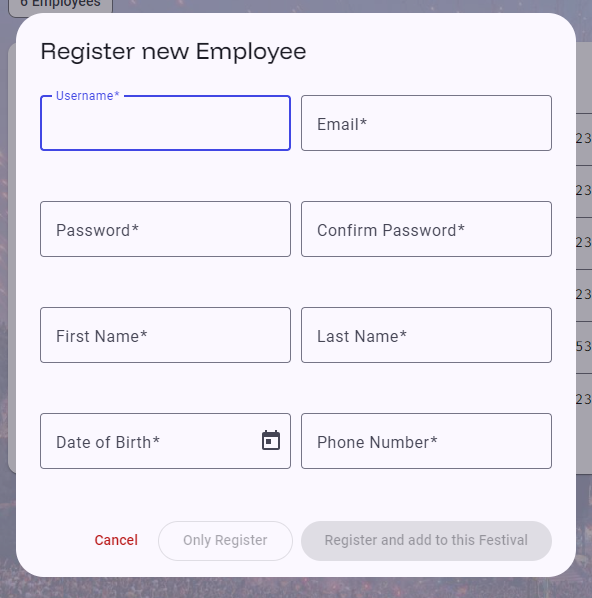 6 Employees
Register new Employee
Username*
Email*
Password*
Confirm Password*
First Name*
Last Name*
Date of Birth*
Phone Number*
Cancel
Only Register
Register and add to this Festival
23
23
23
23
53
23